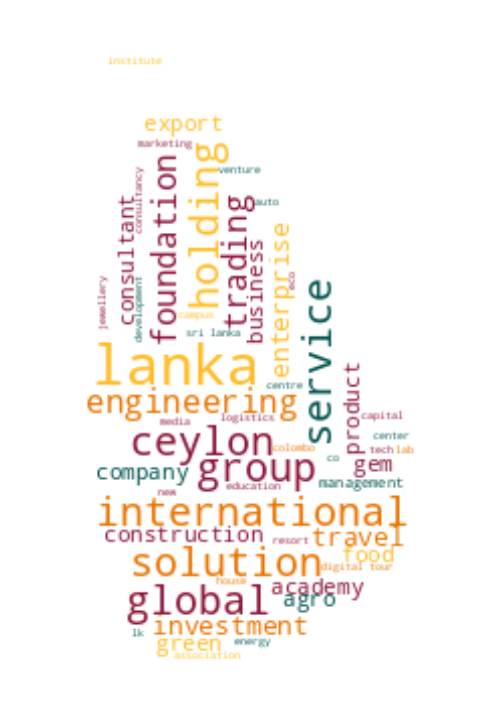 institute
export
marketing
venture
consultancy
consultant
foundation
holding
trading
auto
business
enterprise
eco
jewellery
development
campus
sri lanka
service
lanka
centre
engineering
product
media
logistics
capital
ceylon
colombo
center
tech
lab
co
group
gem
company
management
education
new
international
construction
resort
travel
food
solution
digital tour
house
academy
global
agro
lk
investment
green
energy
association